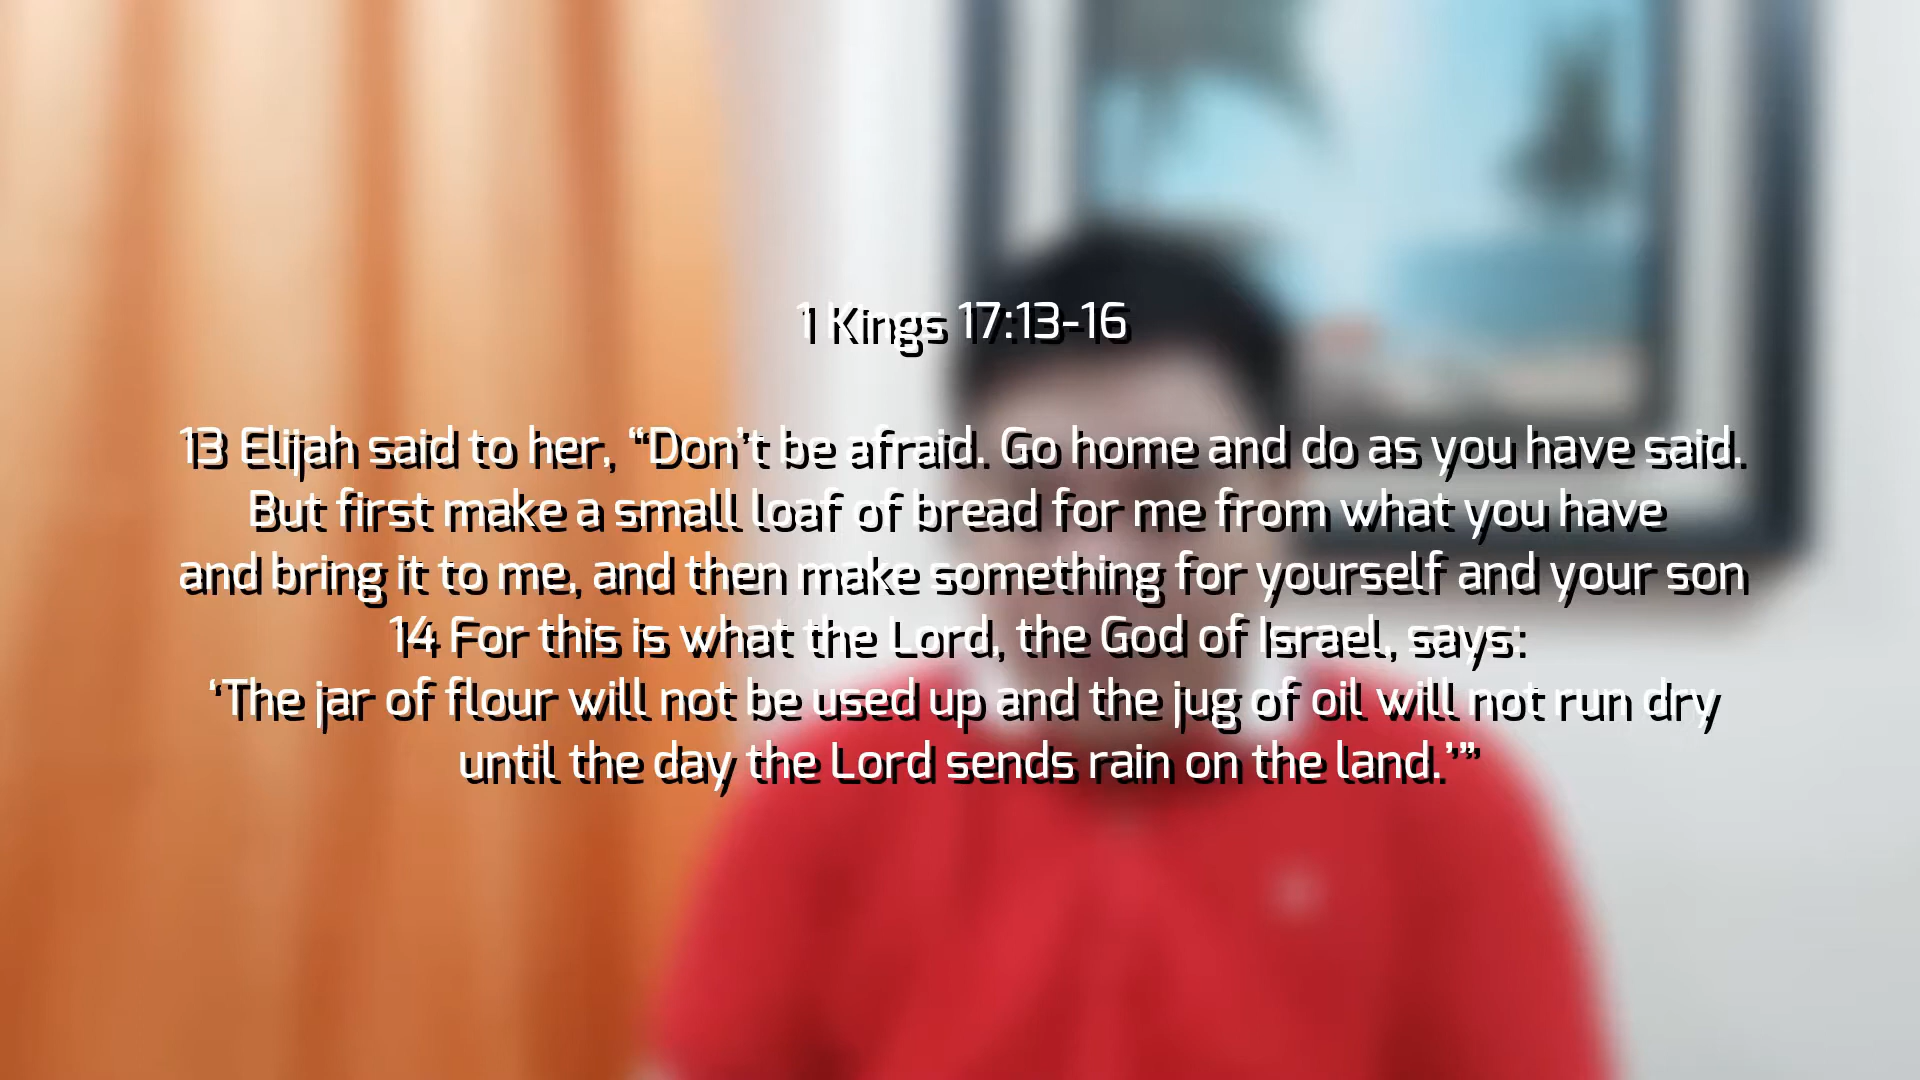 1 Kings 17:13-16
13 Elijah said to her, “Don’t be afraid. Go home and do as you have said.
But first make a small loaf of bread for me from what you have
and bring it to me, and then make something for yourself and your son
14 For this is what the Lord, the God of Israel, says:
‘The jar of flour will not be used up and the jug of oil will not run dry
until the day the Lord sends rain on the land.’”